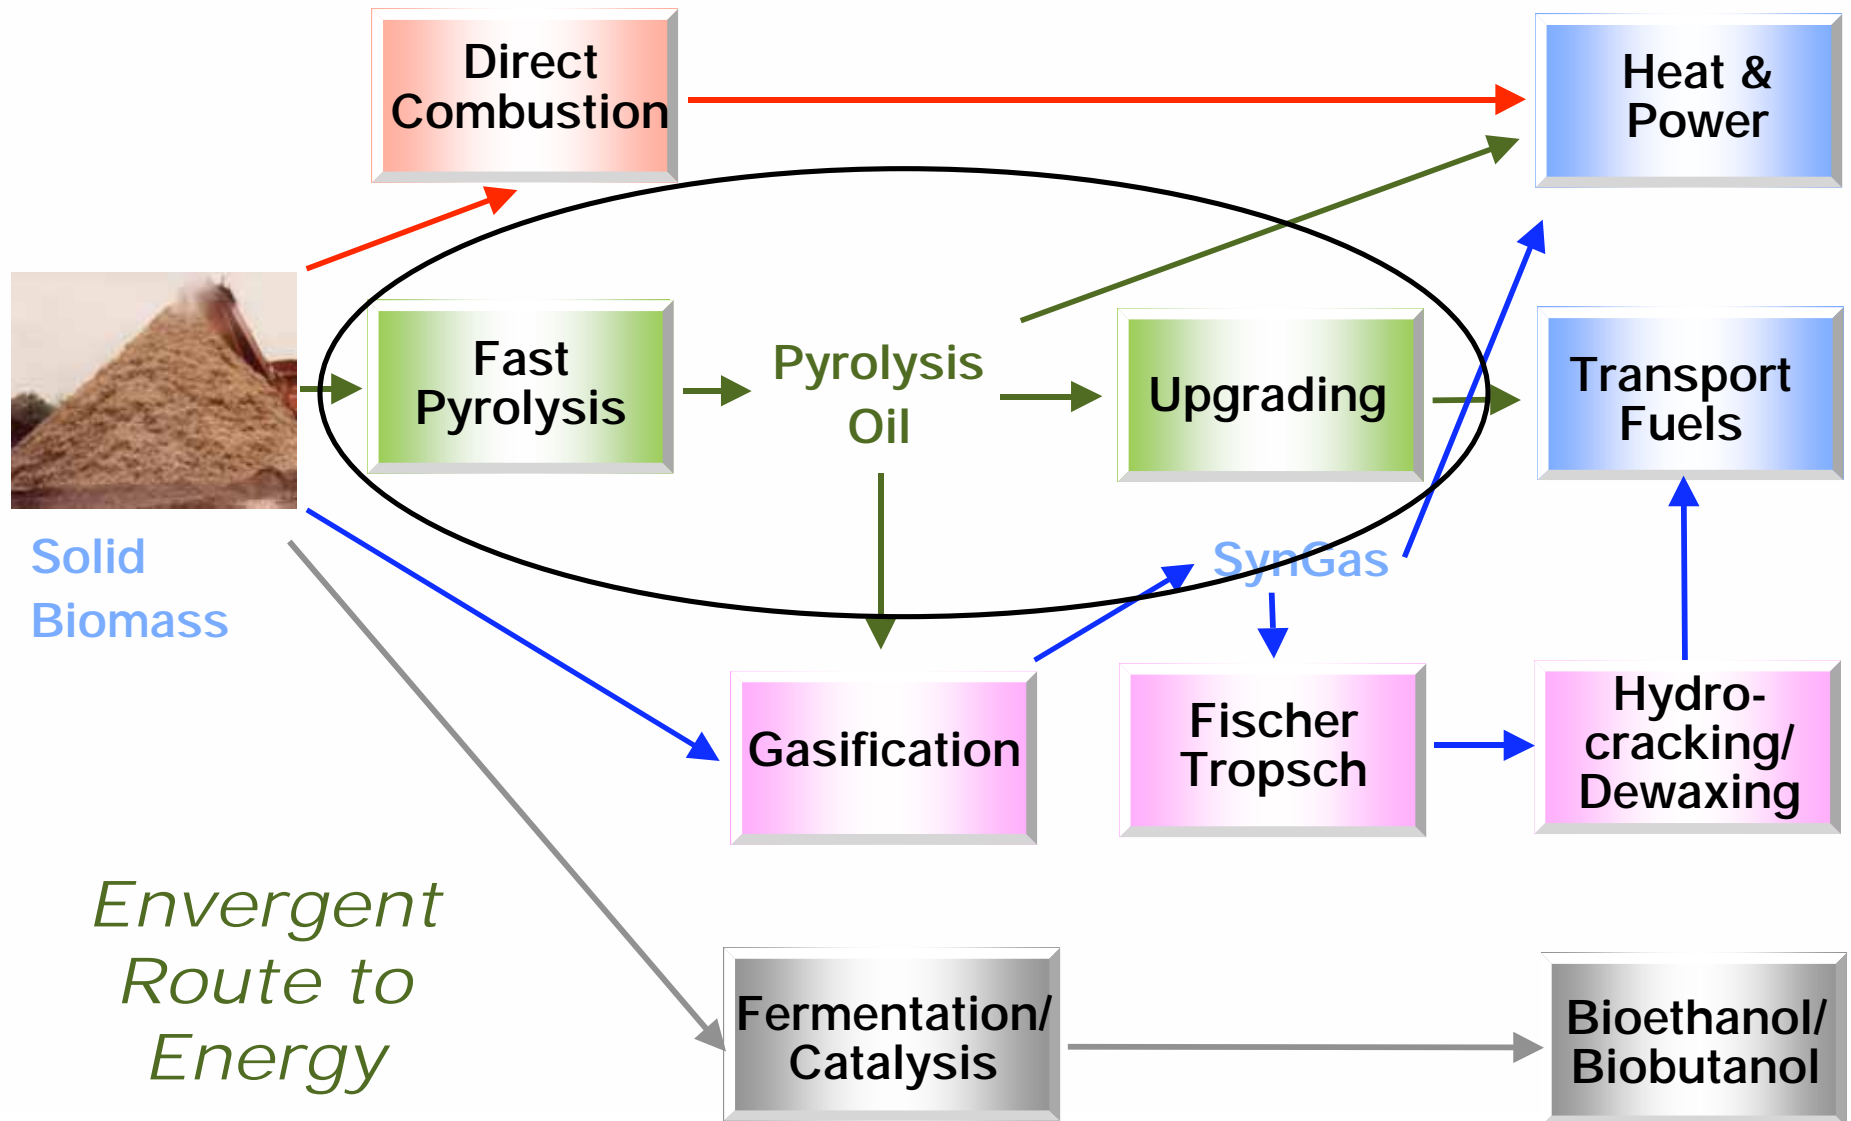 Direct
Combustion
Heat &
Power
Fast
Pyrolysis
Pyrolysis
Oil
Upgrading
Transport
Fuels
Solid
Biomass
SynGas
Gasification
Fischer
Tropsch
Hydro-
cracking/
Dewaxing
Envergent
Route to
Energy
Fermentation/
Catalysis
Bioethanol/
Biobutanol